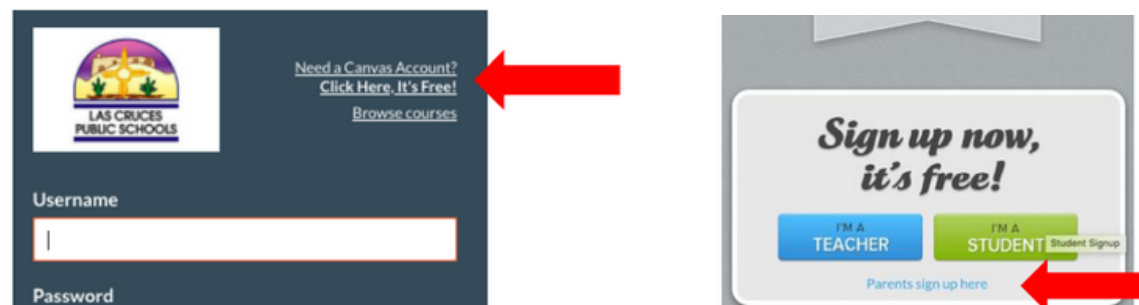 LAS CRUCES
PUBLIC SCHOOLS
Need a Canvas Account?
Click Here, It's Free!
Browse courses
Username
Password
Sign up now,
it's free!
I'M A
TEACHER
I'M A
STUDENT
Student Signup
Parents sign up here